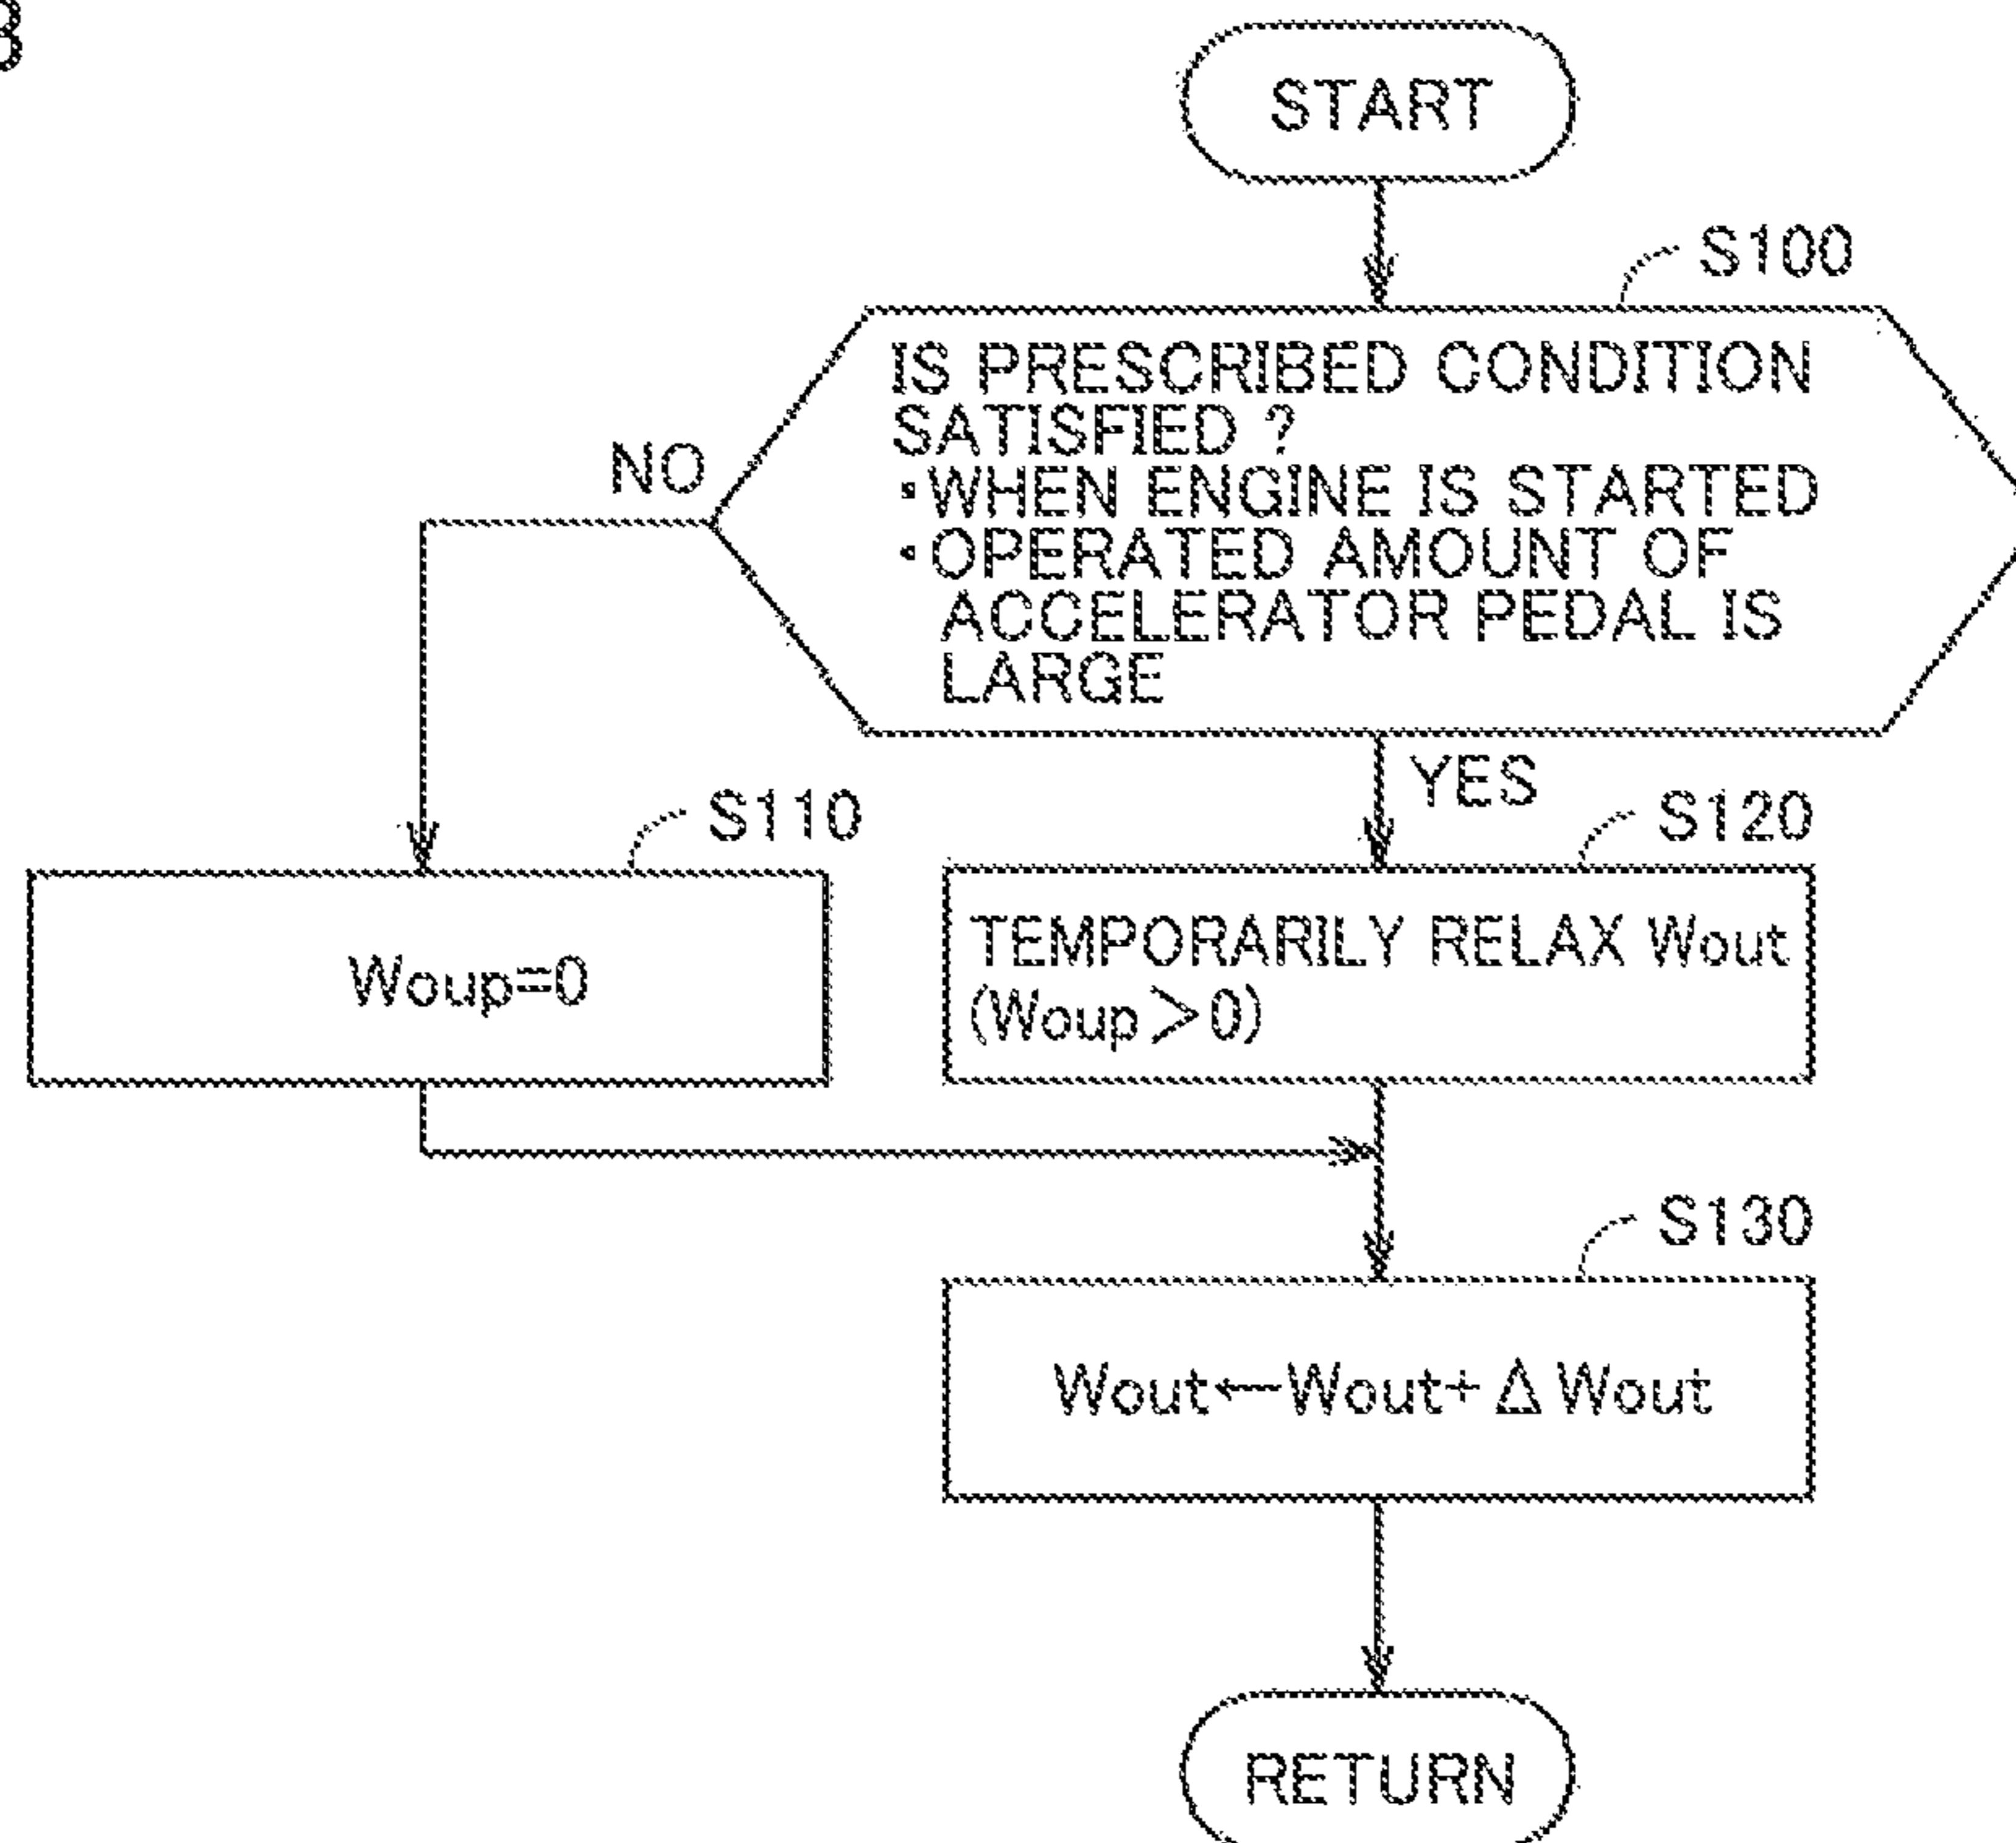 START
S100
IS PRESCRIBED CONDITION
SATISFIED ?
・WHEN ENGINE IS STARTED
・OPERATED AMOUNT OF
ACCELERATOR PEDAL IS
LARGE
NO
YES
S110
Woup=0
S120
TEMPORARILY RELAX Wout
(Woup>0)
S130
Wout←Wout+ΔWout
RETURN